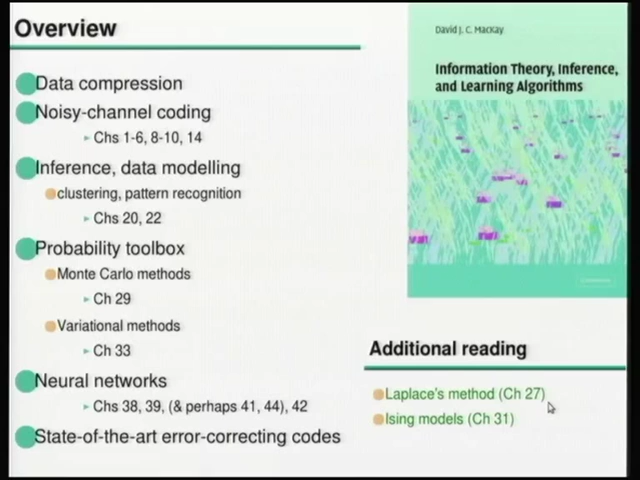 Overview
Data compression
Noisy-channel coding
Chs 1-6, 8-10, 14
Inference, data modelling
clustering, pattern recognition
Chs 20, 22
Probability toolbox
Monte Carlo methods
Ch 29
Variational methods
Ch 33
Neural networks
Chs 38, 39, (& perhaps 41, 44), 42
State-of-the-art error-correcting codes
David J. C. MacKay
Information Theory, Inference,
and Learning Algorithms
Additional reading
Laplace's method (Ch 27)
Ising models (Ch 31)